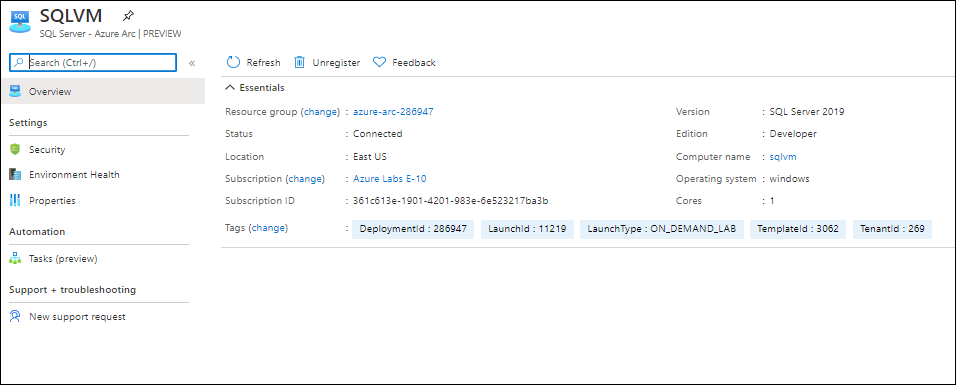 SQL
SQLVM
SQL Server - Azure Arc | PREVIEW
Search (Ctrl+/)
«
Overview
Settings
Security
Environment Health
Properties
Automation
Tasks (preview)
Support + troubleshooting
New support request
Refresh Unregister Feedback
Essentials
Resource group (change) : azure-arc-286947 Version : SQL Server 2019
Status : Connected Edition : Developer
Location : East US Computer name : sqlvm
Subscription (change) : Azure Labs E-10 Operating system : windows
Subscription ID : 361c613e-1901-4201-983e-6e523217ba3b Cores : 1
Tags (change) : DeploymentId : 286947 LaunchId : 11219 LaunchType : ON_DEMAND_LAB TemplateId : 3062 TenantId : 269